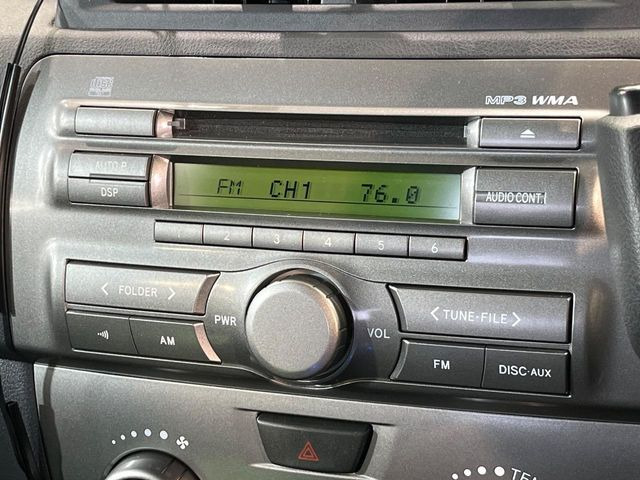 MP3 WMA
AUTO.P
DSP
FM CH1 76.0
AUDIO CONT.
1 2 3 4 5 6
< FOLDER >
PWR
VOL
< TUNE·FILE >
AM
FM
DISC·AUX